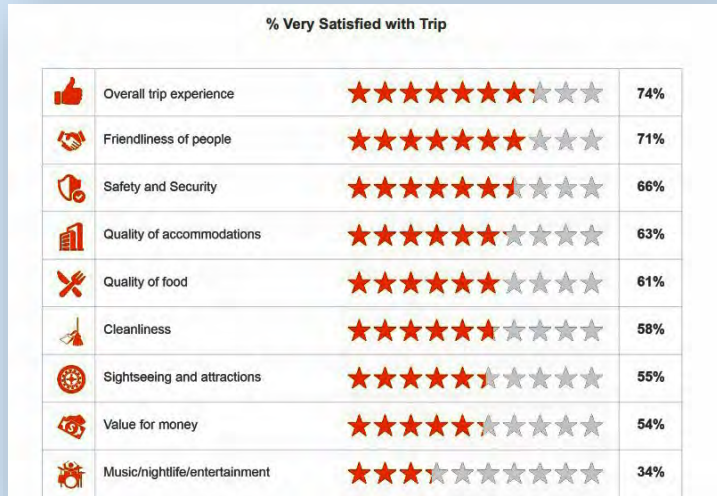 % Very Satisfied with Trip
Overall trip experience 74%
Friendliness of people 71%
Safety and Security 66%
Quality of accommodations 63%
Quality of food 61%
Cleanliness 58%
Sightseeing and attractions 55%
Value for money 54%
Music/nightlife/entertainment 34%